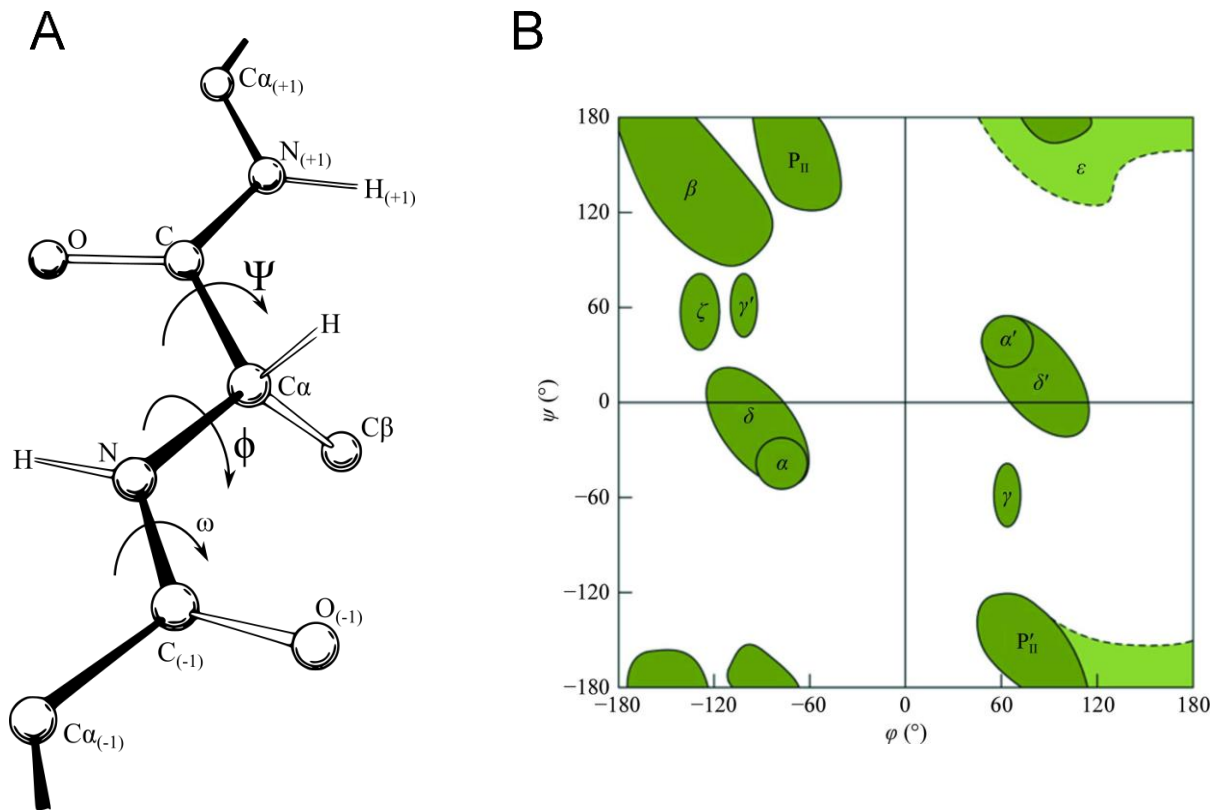 A
Cα(+1)
N(+1)
H(+1)
O
C
Ψ
H
Cα
Cβ
ϕ
N
H
ω
O(-1)
C(-1)
Cα(-1)
B
180
120
60
0
−60
−120
−180
ψ (°)
−180 −120 −60 0 60 120 180
φ (°)
β
PII
ε
ζ
γ′
α′
δ′
δ
α
γ
P′II